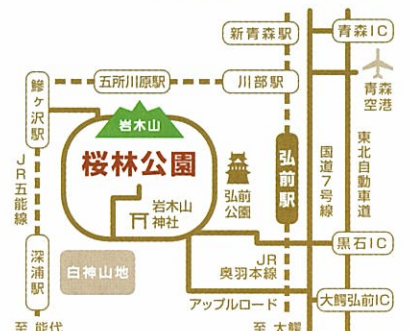 新青森駅
青森IC
五所川原駅
川部駅
鰺ヶ沢駅
青森
空港
岩木山
桜林公園
弘前
公園
弘前駅
国道7号線
東北自動車道
JR五能線
岩木山
神社
深浦駅
白神山地
JR
奥羽本線
黒石IC
アップルロード
大鰐弘前IC
至 能代
至 大鰐